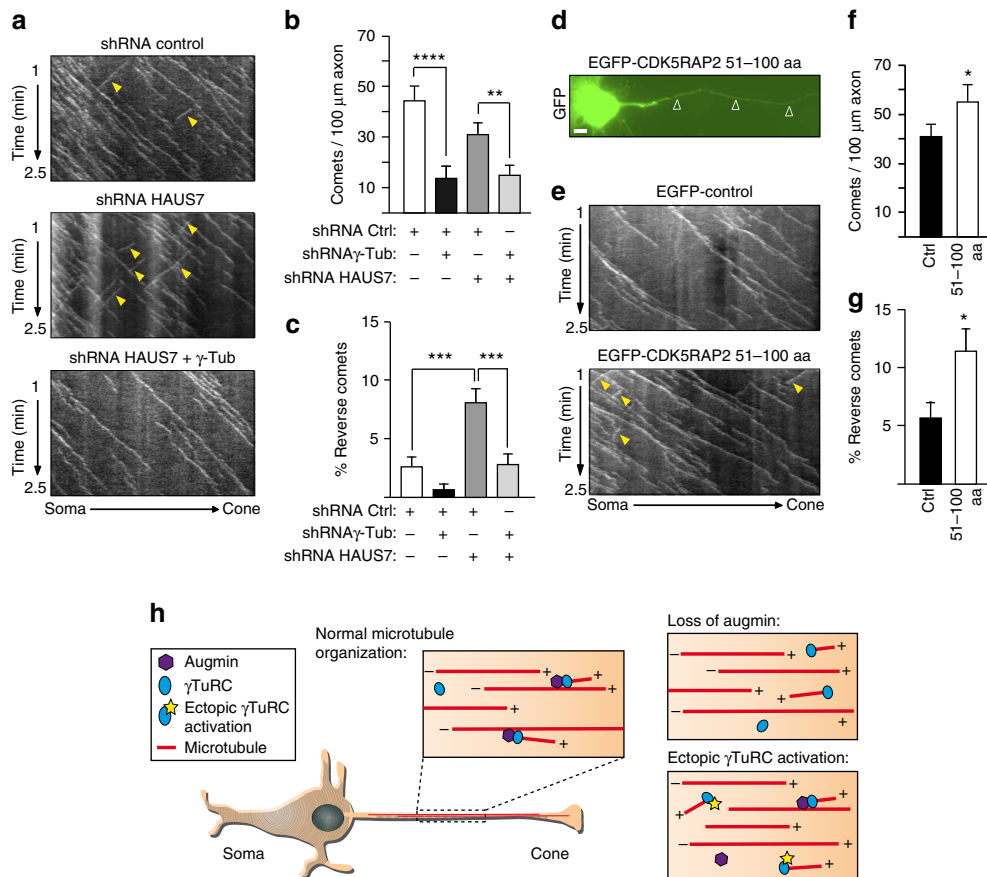 a
shRNA control
1
Time (min)
2.5
shRNA HAUS7
1
Time (min)
2.5
shRNA HAUS7 + γ-Tub
1
Time (min)
2.5
Soma
Cone
b
Comets / 100 µm axon
70
50
30
10
****
**
shRNA Ctrl: + + + –
shRNAγ-Tub: – + – +
shRNA HAUS7: – – + +
c
% Reverse comets
15
10
5
***
***
shRNA Ctrl: + + + –
shRNAγ-Tub: – + – +
shRNA HAUS7: – – + +
d
EGFP-CDK5RAP2 51–100 aa
GFP
e
EGFP-control
1
Time (min)
2.5
EGFP-CDK5RAP2 51–100 aa
1
Time (min)
2.5
Soma
Cone
f
Comets / 100 µm axon
70
50
30
10
*
Ctrl
51–100
aa
g
% Reverse comets
15
10
5
*
Ctrl
51–100
aa
h
Augmin
γTuRC
Ectopic γTuRC
activation
Microtubule
Normal microtubule
organization:
– +
+
– +
+
–
+
Soma
Cone
Loss of augmin:
– +
+
– +
+
+
–
+
Ectopic γTuRC activation:
– +
+
+
– +
+
– +
+